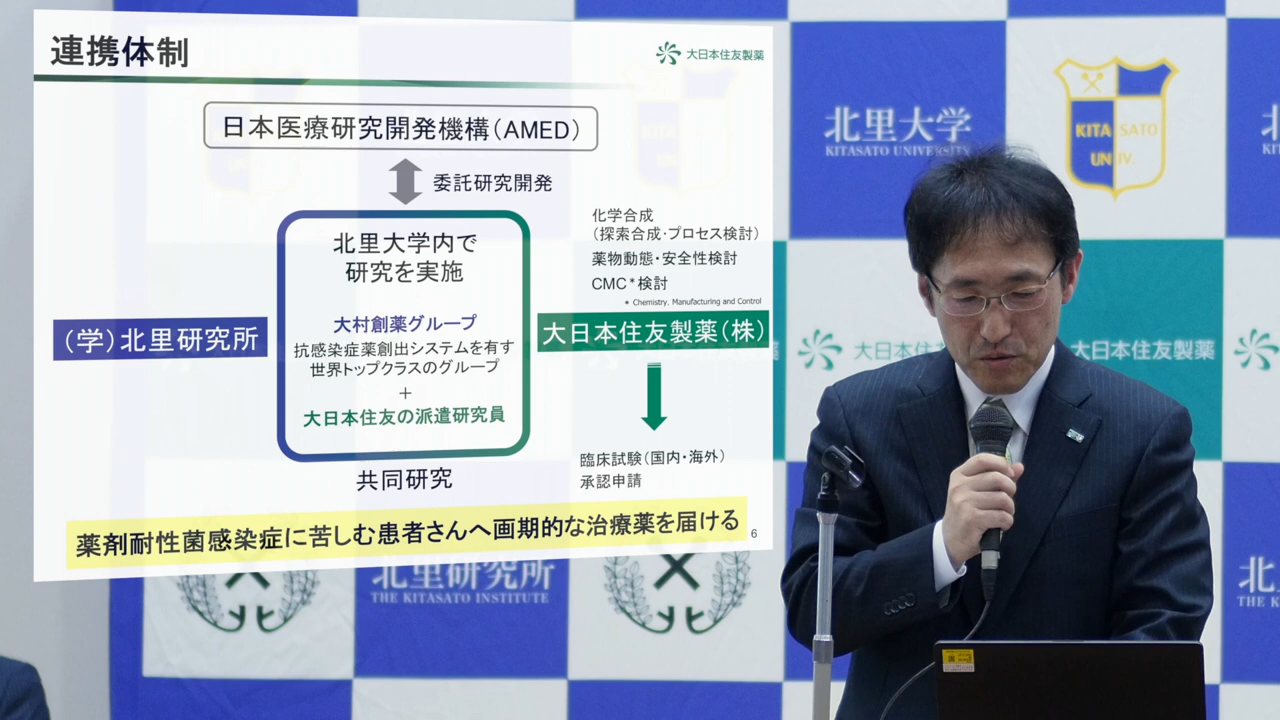 連携体制
大日本住友製薬
日本医療研究開発機構(AMED)
委託研究開発
北里大学内で
研究を実施
大村創薬グループ
抗感染症薬創出システムを有す
世界トップクラスのグループ
+
大日本住友の派遣研究員
共同研究
(学)北里研究所
化学合成
(探索合成・プロセス検討)
薬物動態・安全性検討
CMC*検討
* Chemistry, Manufacturing and Control
大日本住友製薬(株)
臨床試験(国内・海外)
承認申請
薬剤耐性菌感染症に苦しむ患者さんへ画期的な治療薬を届ける
6
北里大学
KITASATO UNIVERSITY
KITASATO
UNIV.
大日本住
大日本住友製薬
北里研究所
THE KITASATO INSTITUTE
北
THE K